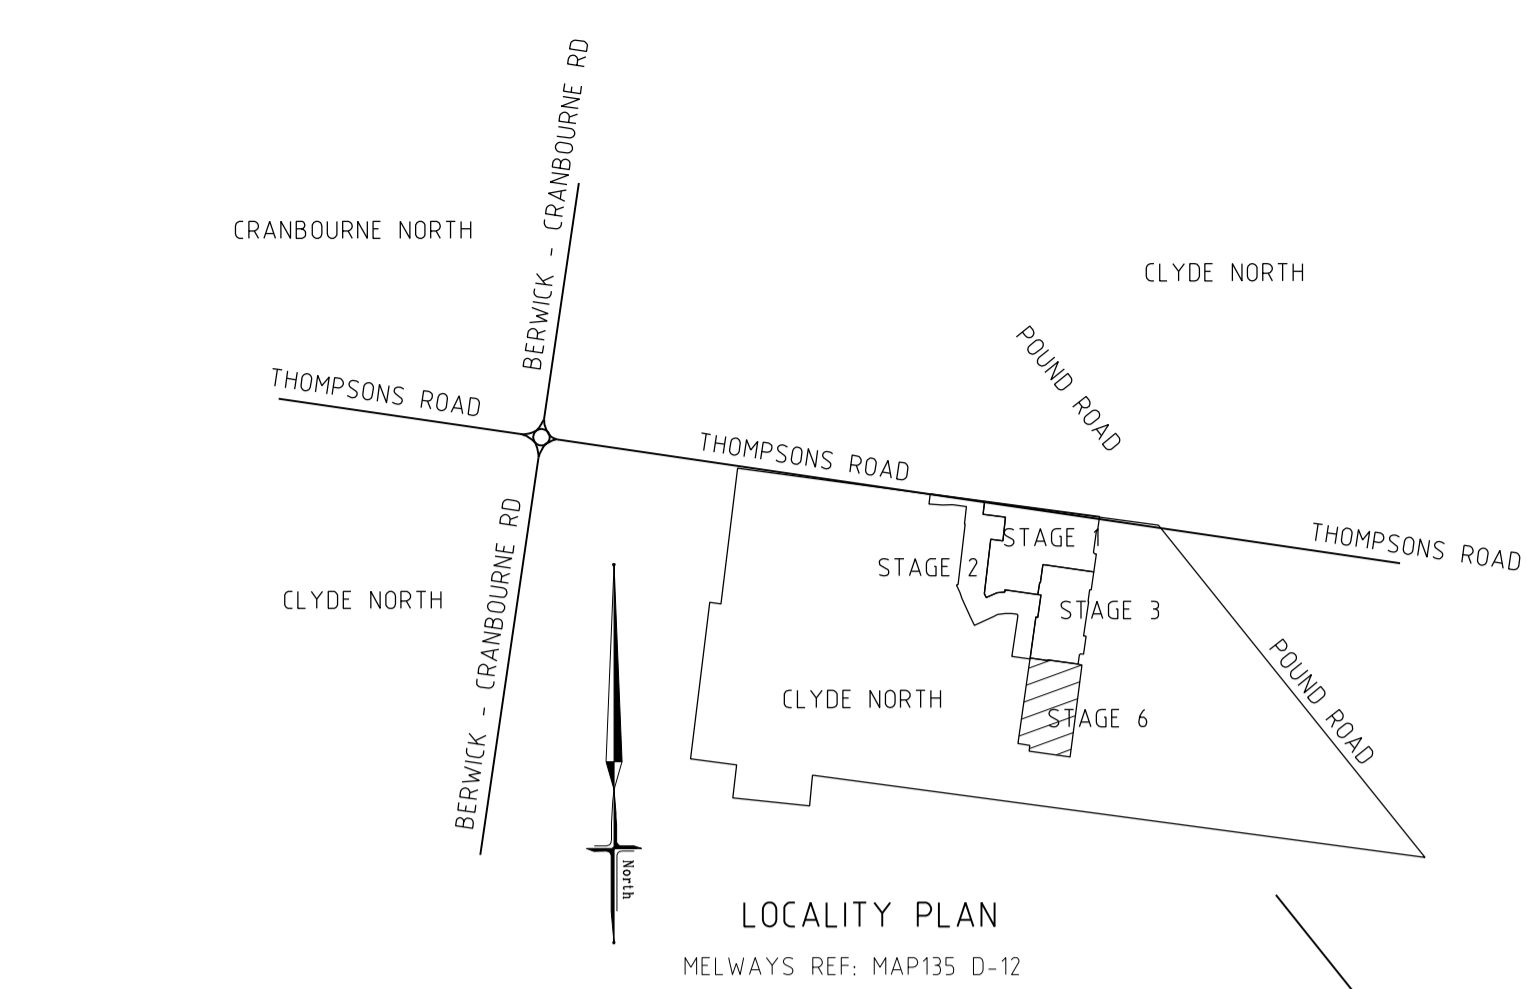 BERWICK - CRANBOURNE RD
CRANBOURNE NORTH
CLYDE NORTH
POUND ROAD
THOMPSONS ROAD
THOMPSONS ROAD
THOMPSONS ROAD
STAGE 1
STAGE 2
CLYDE NORTH
STAGE 3
BERWICK - CRANBOURNE RD
POUND ROAD
CLYDE NORTH
STAGE 6
North
LOCALITY PLAN
MELWAYS REF: MAP135 D-12